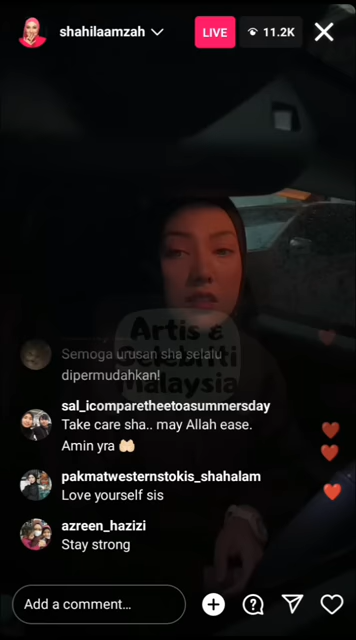 shahilaamzah
LIVE
11.2K
Artis &
Selebriti
Malaysia
Semoga urusan sha selalu
dipermudahkan!
sal_icomparetheetoasummersday
Take care sha.. may Allah ease.
Amin yra
pakmatwesternstokis_shahalam
Love yourself sis
azreen_hazizi
Stay strong
Add a comment...